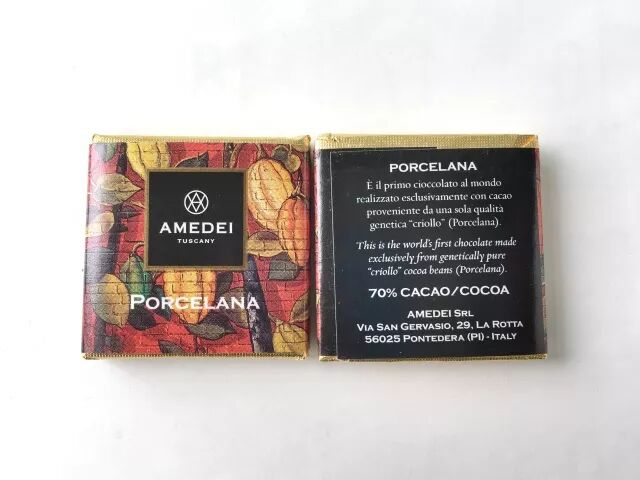 AMEDEI
TUSCANY
PORCELANA
PORCELANA
È il primo cioccolato al mondo
realizzato esclusivamente con cacao
proveniente da una sola qualità
genetica “criollo” (Porcelana).
This is the world's first chocolate made
exclusively from genetically pure
“criollo” cocoa beans (Porcelana).
70% CACAO/COCOA
AMEDEI SRL
VIA SAN GERVASIO, 29, LA ROTTA
56025 PONTEDERA (PI) - ITALY